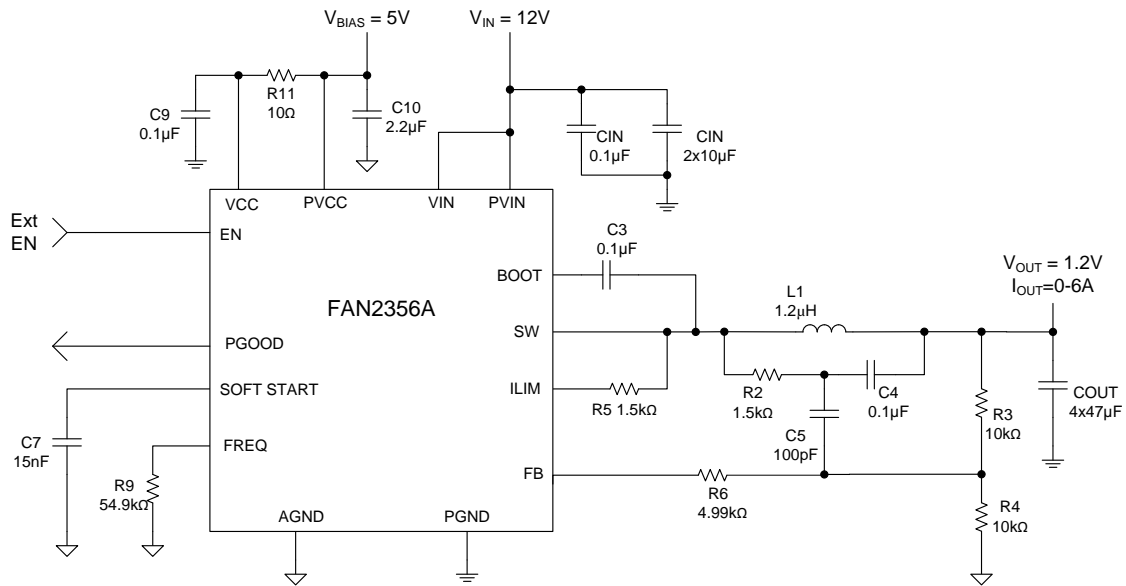 V_BIAS = 5V
V_IN = 12V
R11
10Ω
C9
0.1µF
C10
2.2µF
CIN
0.1µF
CIN
2x10µF
VCC
PVCC
VIN
PVIN
Ext
EN
EN
C3
0.1µF
BOOT
V_OUT = 1.2V
I_OUT=0-6A
L1
1.2µH
FAN2356A
SW
PGOOD
SOFT START
ILIM
R5 1.5kΩ
R2
1.5kΩ
C4
0.1µF
COUT
4x47µF
R3
10kΩ
C5
100pF
C7
15nF
FREQ
FB
R9
54.9kΩ
R6
4.99kΩ
R4
10kΩ
AGND
PGND